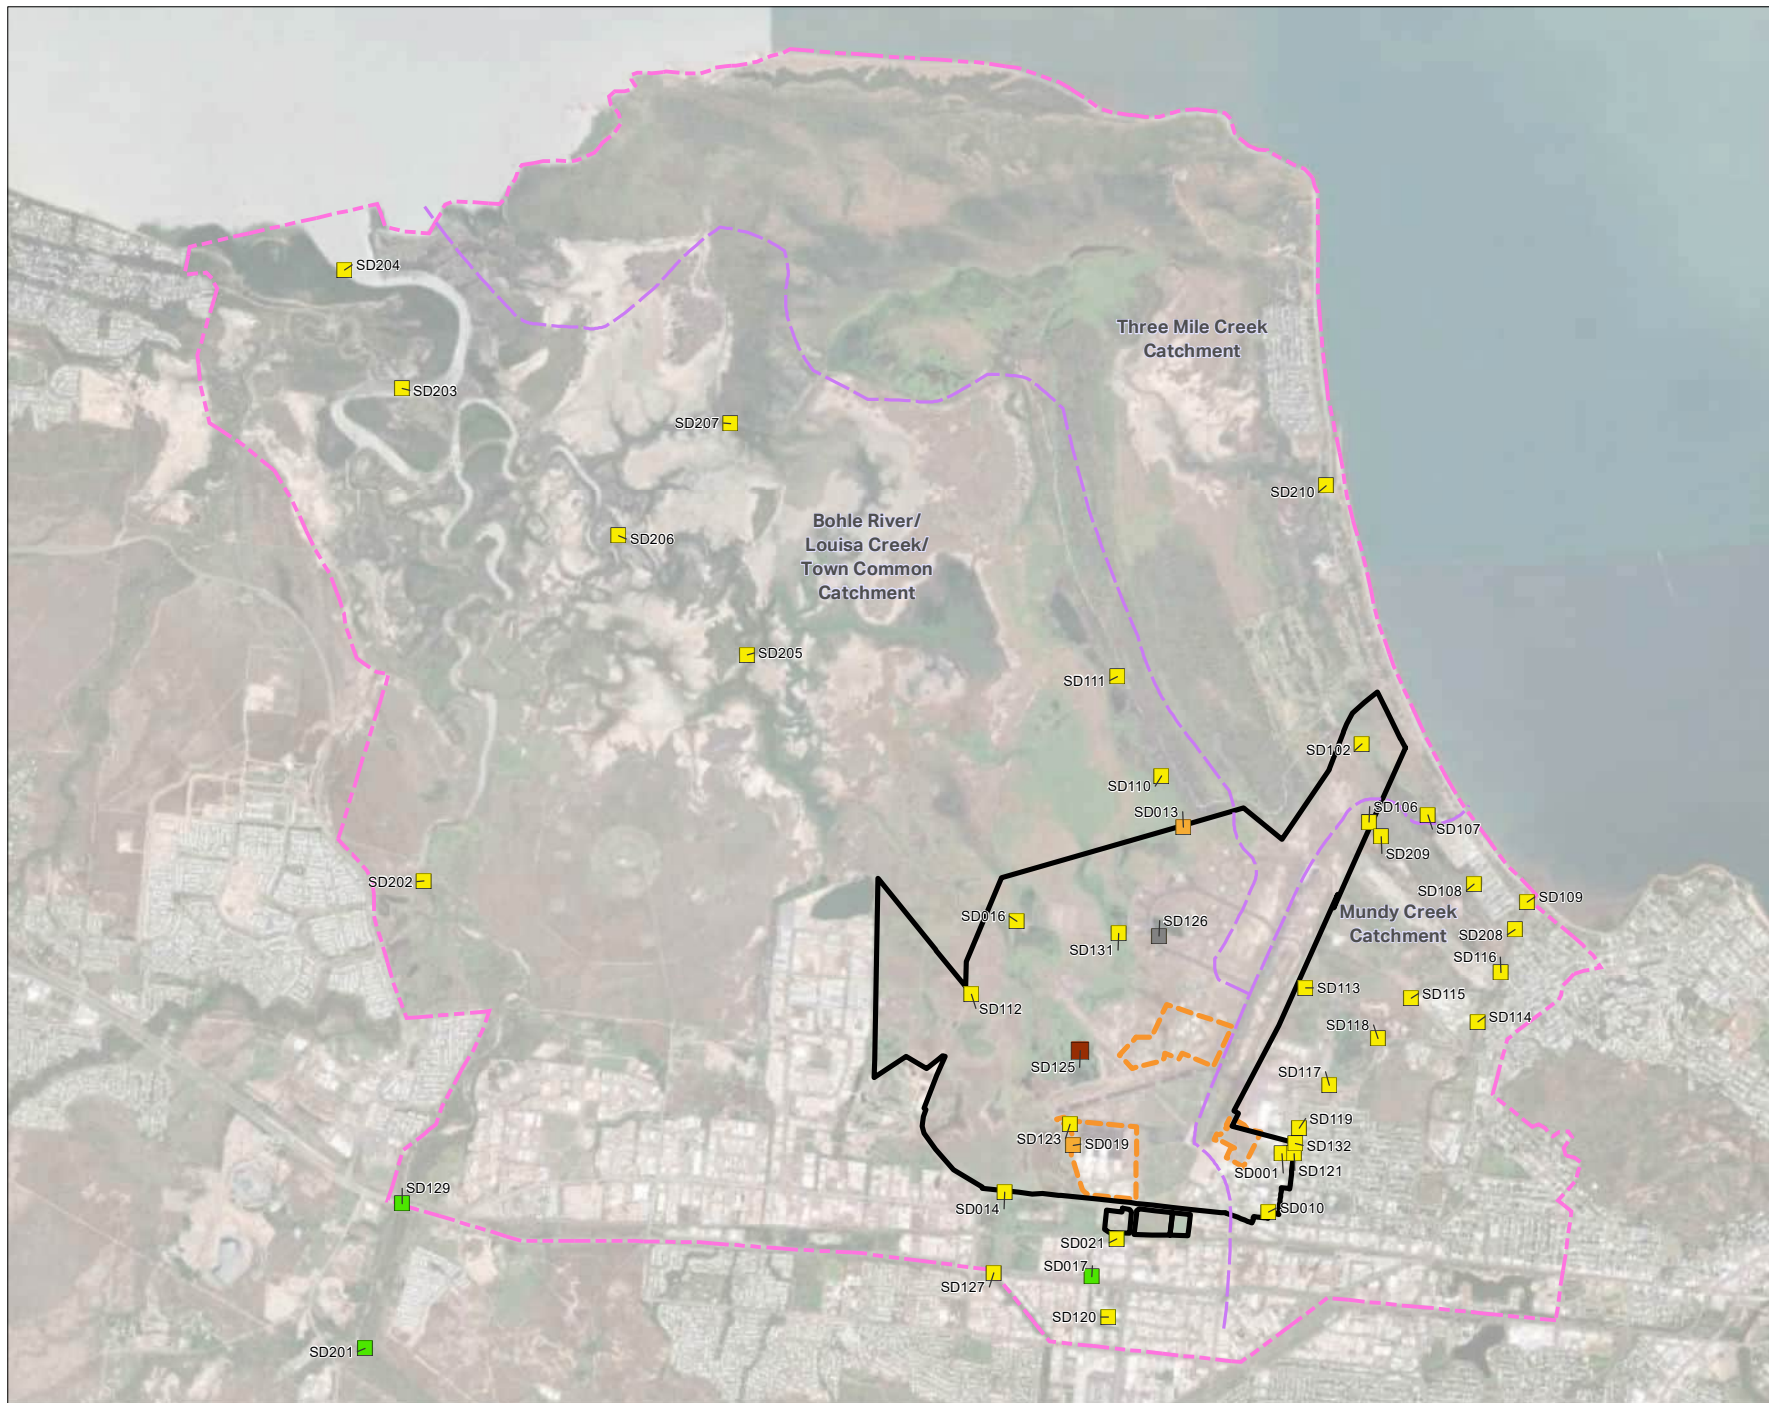 SD204
Three Mile Creek
Catchment
SD203
SD207
SD210
Bohle River/
Louisa Creek/
Town Common
Catchment
SD206
SD205
SD111
SD102
SD110
SD013
SD106
SD107
SD209
SD202
SD108
SD109
SD016
SD126
Mundy Creek
Catchment
SD131
SD208
SD116
SD112
SD113
SD115
SD114
SD118
SD125
SD117
SD119
SD123
SD019
SD132
SD001
SD121
SD129
SD014
SD010
SD021
SD017
SD127
SD120
SD201